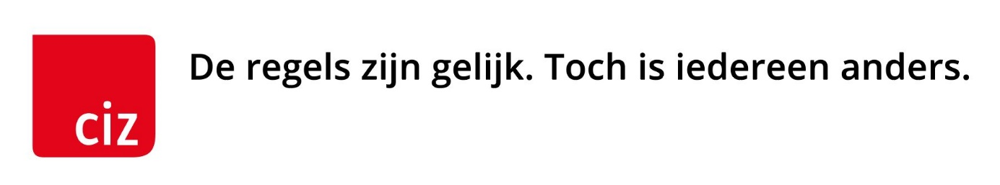 De regels zijn gelijk. Toch is iedereen anders.
ciz